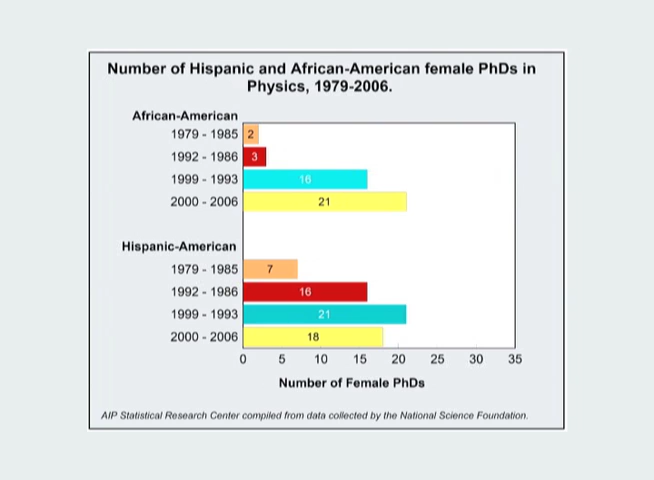 Number of Hispanic and African-American female PhDs in
Physics, 1979-2006.
African-American
1979 - 1985 2
1992 - 1986 3
1999 - 1993 16
2000 - 2006 21
Hispanic-American
1979 - 1985 7
1992 - 1986 16
1999 - 1993 21
2000 - 2006 18
0 5 10 15 20 25 30 35
Number of Female PhDs
AIP Statistical Research Center compiled from data collected by the National Science Foundation.